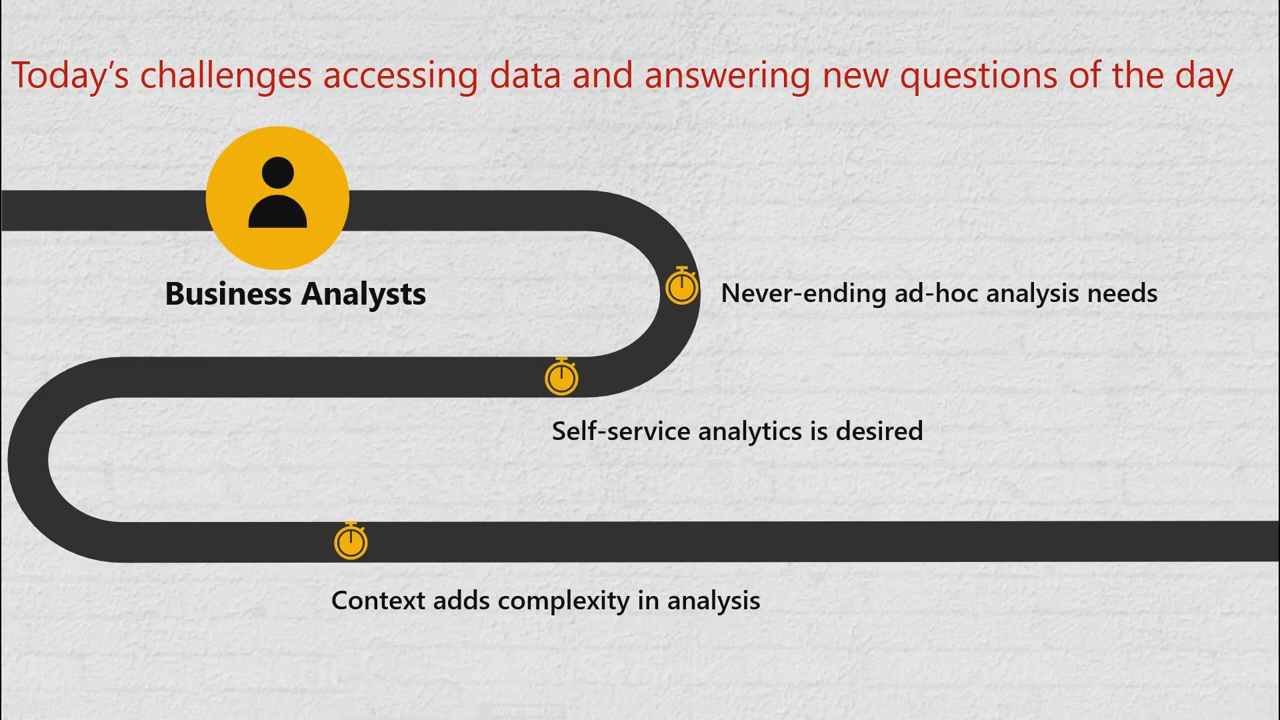 Today’s challenges accessing data and answering new questions of the day
Business Analysts
Never-ending ad-hoc analysis needs
Self-service analytics is desired
Context adds complexity in analysis